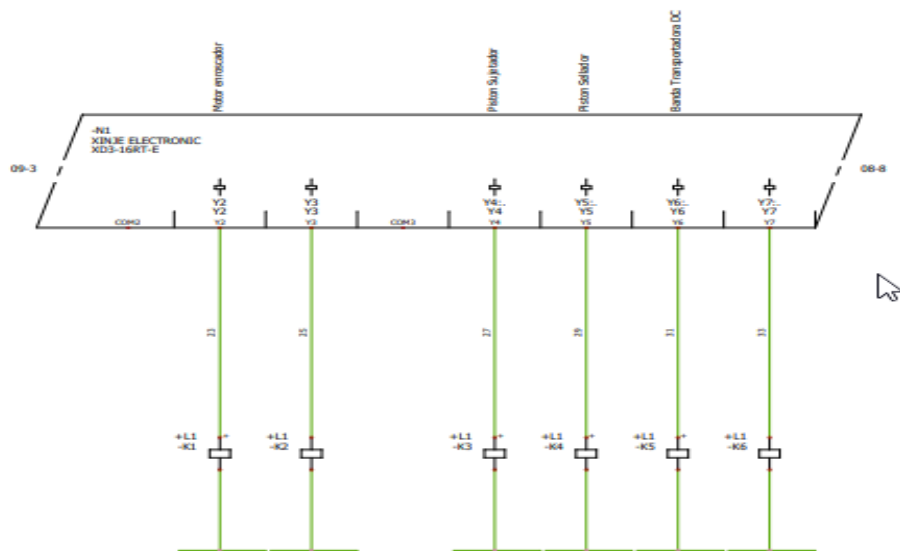 Motor enroscador
Piston Sujetador
Piston Sellador
Banda Transportadora DC
-N1
XINJE ELECTRONIC
XD3-16RT-E
09-3
08-8
Y2 Y3 Y4:. Y5:. Y6:. Y7:.
Y2 Y3 Y4 Y5 Y6 Y7
COM2 Y2 Y3 COM3 Y4 Y5 Y6 Y7
23 25 27 29 31 33
+L1 +L1 +L1 +L1 +L1 +L1
-K1 -K2 -K3 -K4 -K5 -K6